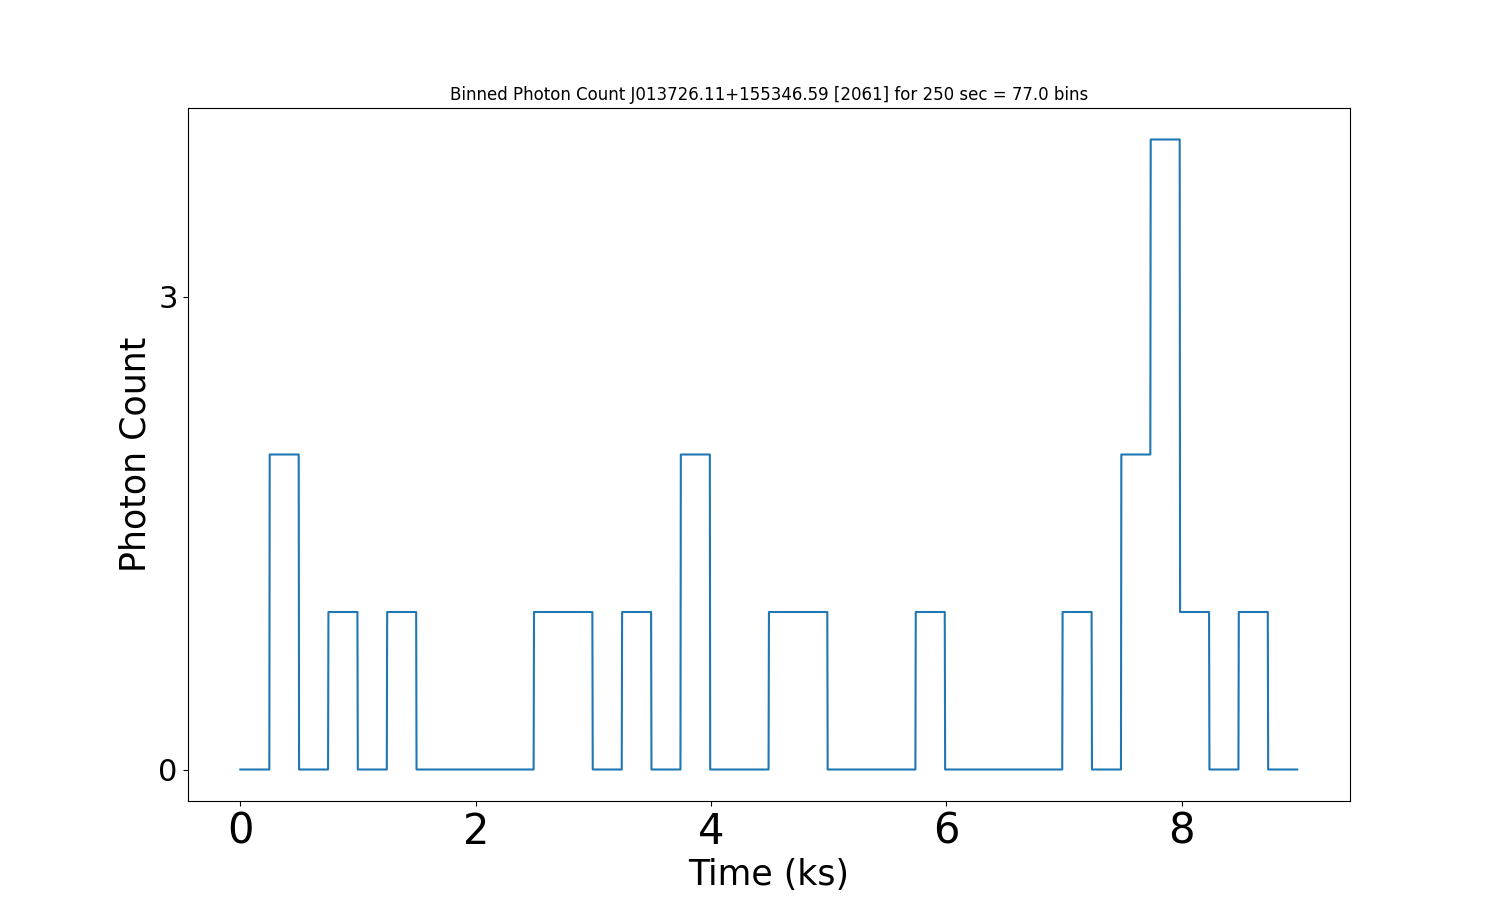 Binned Photon Count J013726.11+155346.59 [2061] for 250 sec = 77.0 bins
3
Photon Count
0
0 2 4 6 8
Time (ks)